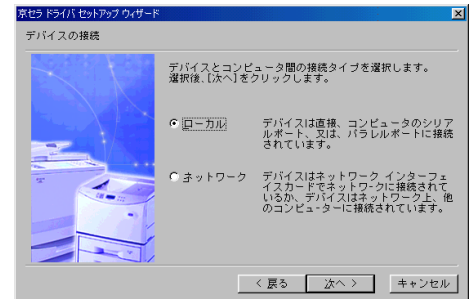 京セラ ドライバ セットアップ ウィザード
デバイスの接続
デバイスとコンピュータ間の接続タイプを選択します。
選択後、[次へ]をクリックします。
ローカル
デバイスは直接、コンピュータのシリア
ルポート、又は、パラレルポートに接続
されています。
ネットワーク
デバイスはネットワーク インターフェ
イスカードでネットワークに接続されて
いるか、デバイスはネットワーク上、他
のコンピューターに接続されています。
< 戻る
次へ >
キャンセル